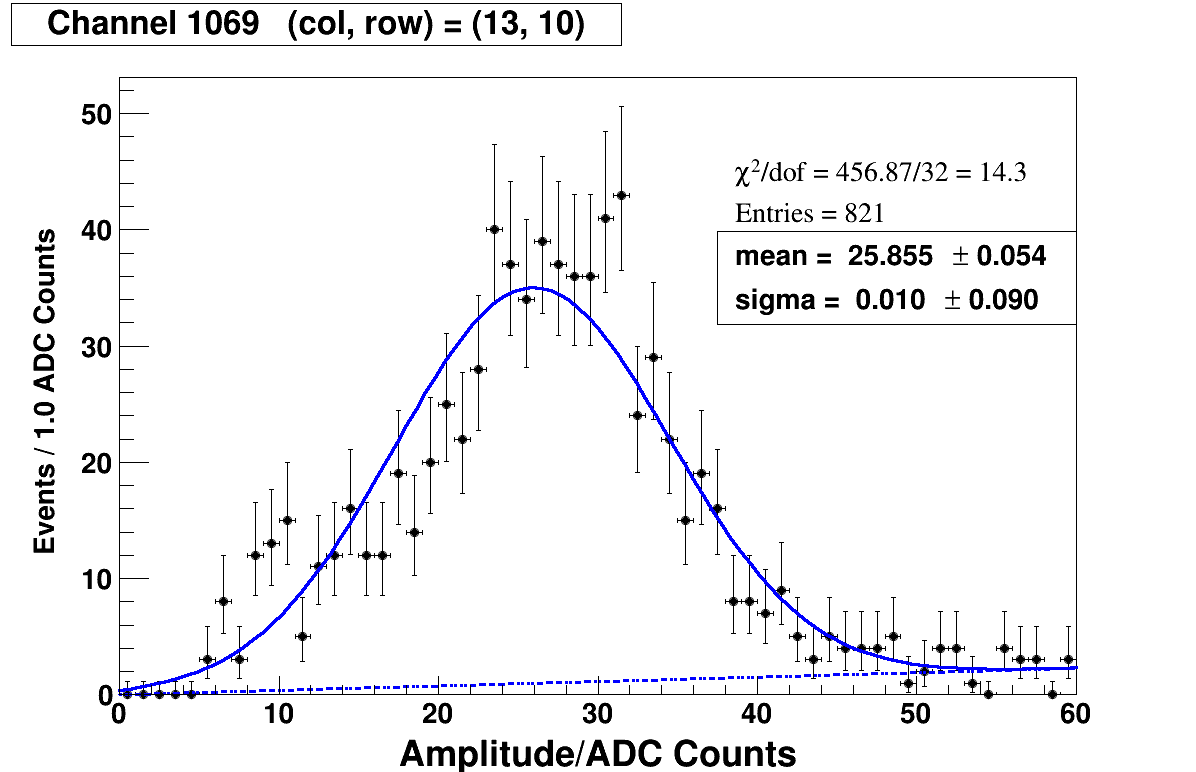 Channel 1069 (col, row) = (13, 10)
χ²/dof = 456.87/32 = 14.3
Entries = 821
mean = 25.855 ± 0.054
sigma = 0.010 ± 0.090
Events / 1.0 ADC Counts
50
40
30
20
10
0
0 10 20 30 40 50 60
Amplitude/ADC Counts